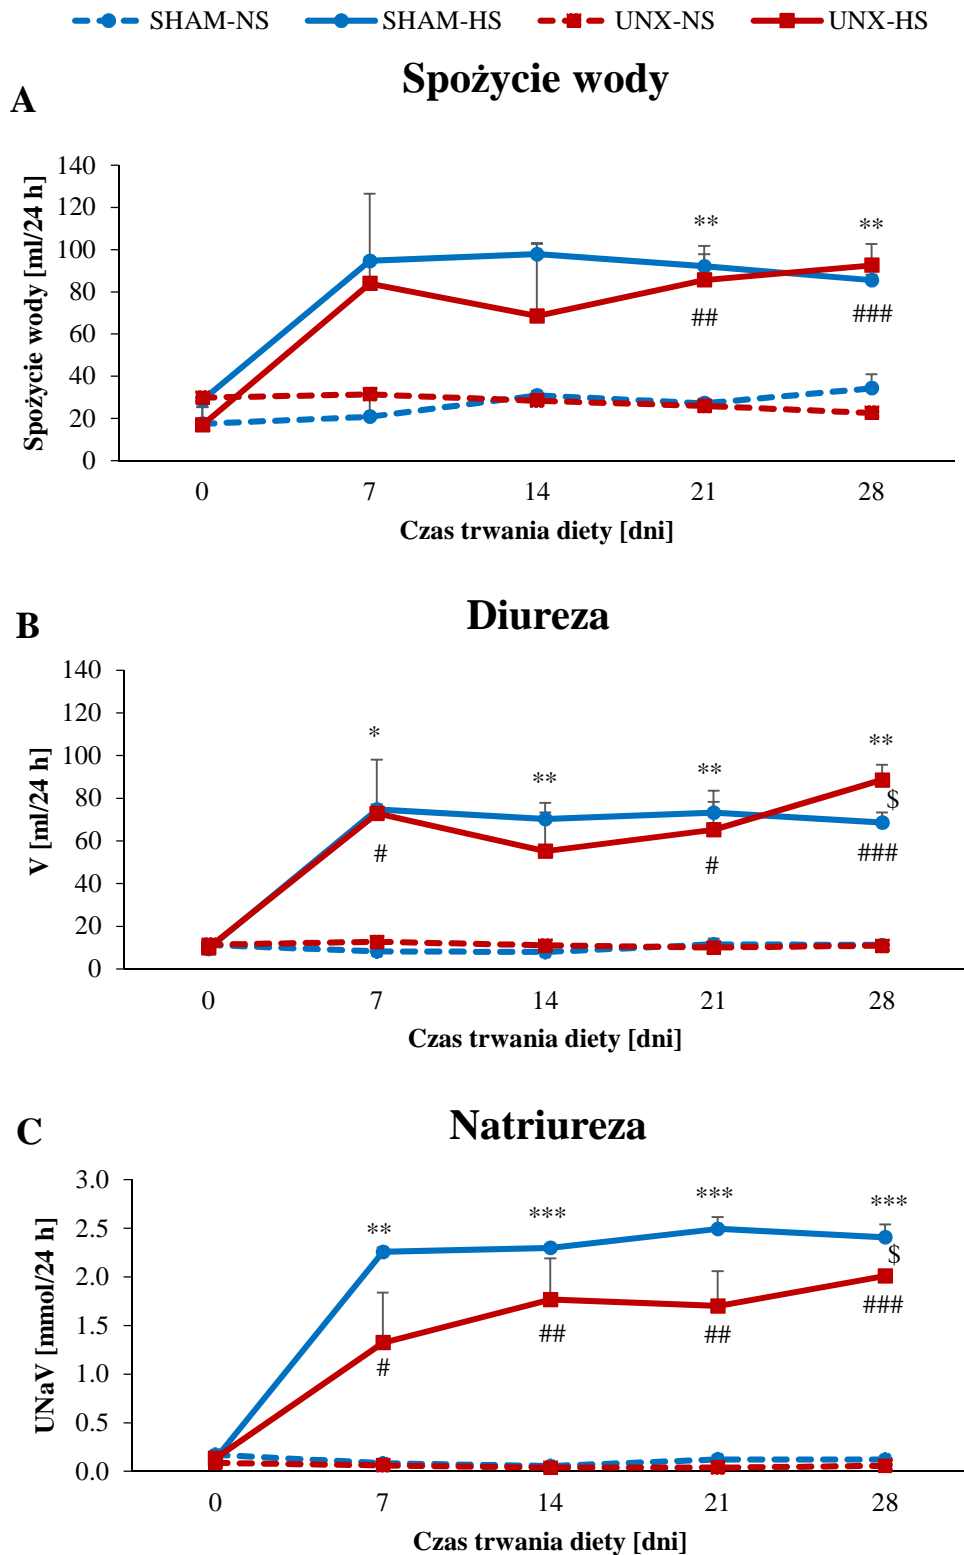 SHAM-NS SHAM-HS UNX-NS UNX-HS
Spożycie wody
A
140
120
100
80
60
40
20
0
Spożycie wody [ml/24 h]
** **
## ###
0 7 14 21 28
Czas trwania diety [dni]
B
Diureza
140
120
100
80
60
40
20
0
V [ml/24 h]
* ** ** **
$
# # ###
0 7 14 21 28
Czas trwania diety [dni]
C
Natriureza
3.0
2.5
2.0
1.5
1.0
0.5
0.0
UNaV [mmol/24 h]
** *** *** ***
$
# ## ## ###
0 7 14 21 28
Czas trwania diety [dni]